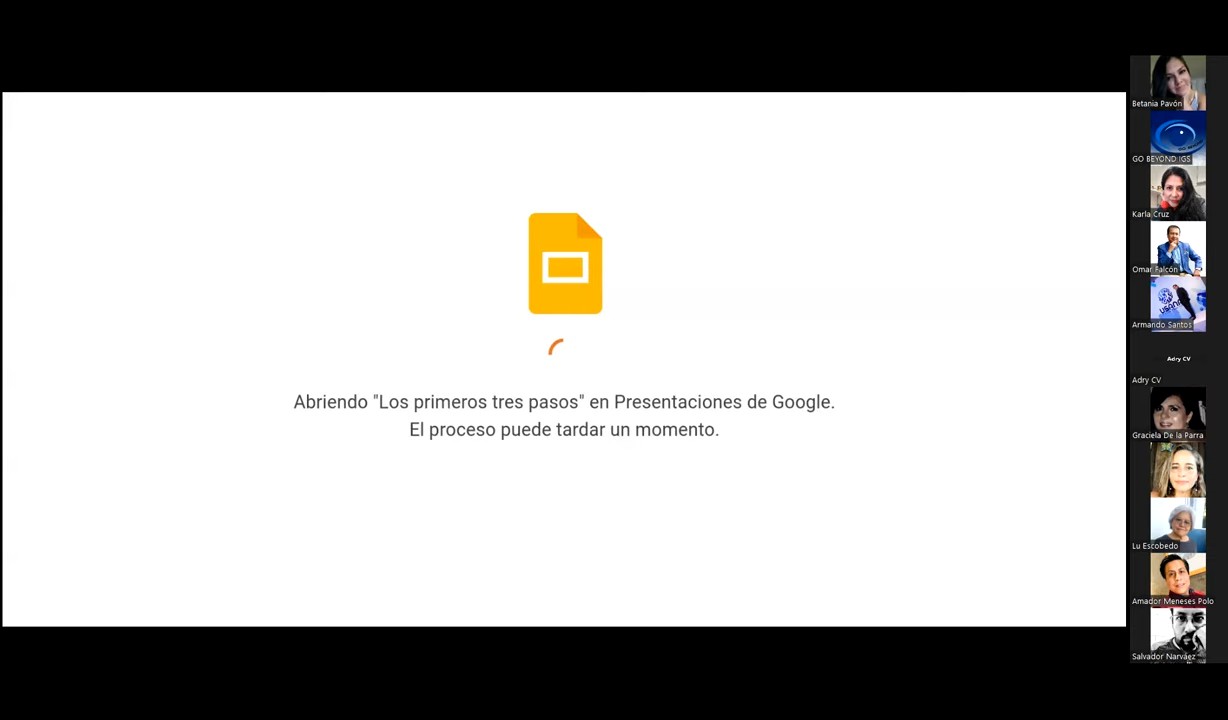 Abriendo "Los primeros tres pasos" en Presentaciones de Google.
El proceso puede tardar un momento.
Betania Pavón
GO BEYOND IGS
Karla Cruz
Omar Falcón
USANA
Armando Santos
Adry CV
Adry CV
Graciela De la Parra
Lu Escobedo
Amador Meneses Polo
Salvador Narváez